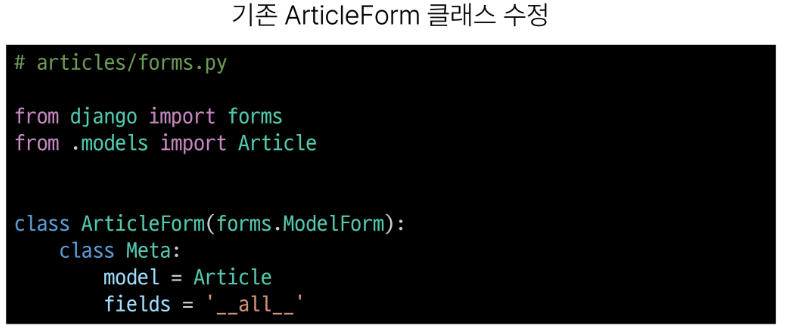 기존 ArticleForm 클래스 수정
# articles/forms.py
from django import forms
from .models import Article
class ArticleForm(forms.ModelForm):
    class Meta:
        model = Article
        fields = '__all__'